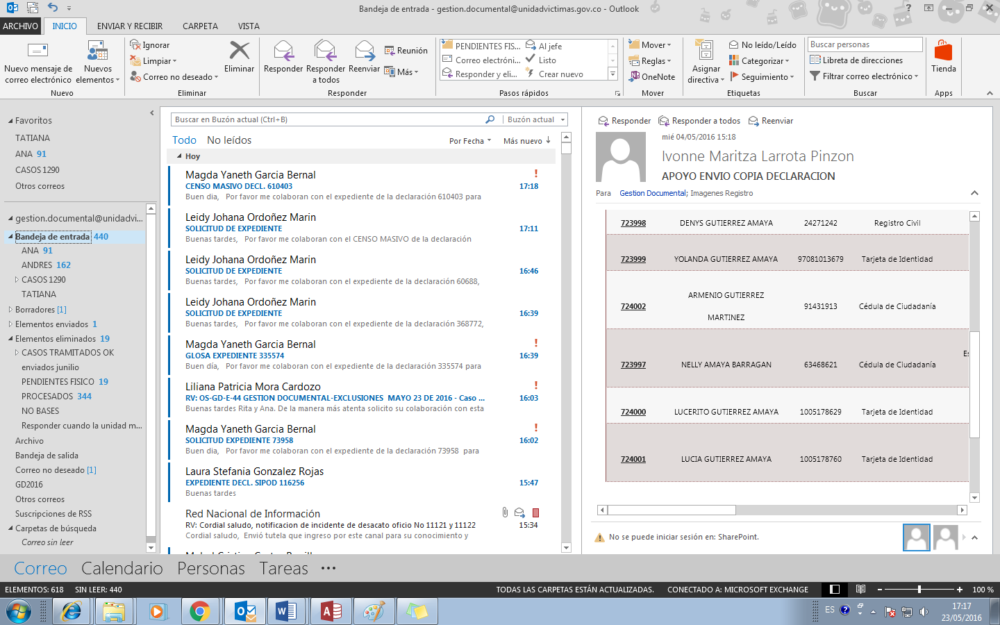 Bandeja de entrada - gestion.documental@unidadvictimas.gov.co - Outlook
ARCHIVO INICIO ENVIAR Y RECIBIR CARPETA VISTA
Nuevo mensaje de correo electrónico
Nuevos elementos
Nuevo
Ignorar
Limpiar
Correo no deseado
Eliminar
Eliminar
Responder
Responder a todos
Reenviar
Reunión
Más
Responder
PENDIENTES FIS...
Correo electrónic...
Responder y eli...
Al jefe
Listo
Crear nuevo
Pasos rápidos
Mover
Reglas
OneNote
Mover
Asignar directiva
No leído/Leído
Categorizar
Seguimiento
Etiquetas
Buscar personas
Libreta de direcciones
Filtrar correo electrónico
Buscar
Tienda
Apps
Favoritos
TATIANA
ANA 91
CASOS 1290
Otros correos
gestion.documental@unidadvi...
Bandeja de entrada 440
ANA 91
ANDRES 162
CASOS 1290
TATIANA
Borradores [1]
Elementos enviados 1
Elementos eliminados 19
CASOS TRAMITADOS OK
enviados junilio
PENDIENTES FISICO 19
PROCESADOS 344
NO BASES
Responder cuando la unidad m...
Archivo
Bandeja de salida
Correo no deseado [1]
GD2016
Otros correos
Suscripciones de RSS
Carpetas de búsqueda
Correo sin leer
Buscar en Buzón actual (Ctrl+B) Buzón actual
Todo No leídos Por Fecha Más nuevo
Hoy
Magda Yaneth Garcia Bernal
CENSO MASIVO DECL. 610403 17:18
Buen dia, Por favor me colaboran con el expediente de la declaración 610403 para
Leidy Johana Ordoñez Marin
SOLICITUD DE EXPEDIENTE 17:11
Buenas tardes, Por favor me colaboran con el CENSO MASIVO de la declaración
Leidy Johana Ordoñez Marin
SOLICITUD DE EXPEDIENTE 16:46
Buenas tardes, Por favor me colaboran con el expediente de la declaración 60688,
Leidy Johana Ordoñez Marin
SOLICITUD DE EXPEDIENTE 16:39
Buenas tardes, Por favor me colaboran con el expediente de la declaración 368772,
Magda Yaneth Garcia Bernal
GLOSA EXPEDIENTE 335574 16:39
Buen día, Por favor me colaboran con el expediente de la declaración 335574 para
Liliana Patricia Mora Cardozo
RV: OS-GD-E-44 GESTION DOCUMENTAL-EXCLUSIONES MAYO 23 DE 2016 - Caso ... 16:03
Buenas tardes Rita y Ana. De la manera más atenta solicito su colaboración con esta
Magda Yaneth Garcia Bernal
SOLICITUD EXPEDIENTE 73958 16:02
Buen dia, Por favor me colaboran con el expediente de la declaración 73958 para
Laura Stefania Gonzalez Rojas
EXPEDIENTE DECL. SIPOD 116256 15:47
Buenas tardes
Red Nacional de Información
RV: Cordial saludo, notificacion de incidente de desacato oficio No 11121 y 11122 15:34
Cordial saludo, Envió tutela que ingreso por este canal para su conocimiento y
Responder Responder a todos Reenviar
mié 04/05/2016 15:18
Ivonne Maritza Larrota Pinzon
APOYO ENVIO COPIA DECLARACION
Para Gestion Documental; Imagenes Registro
723998 DENYS GUTIERREZ AMAYA 24271242 Registro Civil
723999 YOLANDA GUTIERREZ AMAYA 97081013679 Tarjeta de Identidad
724002 ARMENIO GUTIERREZ MARTINEZ 91431913 Cédula de Ciudadanía
723997 NELLY AMAYA BARRAGAN 63468621 Cédula de Ciudadanía Es
724000 LUCERITO GUTIERREZ AMAYA 1005178629 Tarjeta de Identidad
724001 LUCIA GUTIERREZ AMAYA 1005178760 Tarjeta de Identidad
No se puede iniciar sesión en: SharePoint.
Correo Calendario Personas Tareas ...
ELEMENTOS: 618 SIN LEER: 440 TODAS LAS CARPETAS ESTÁN ACTUALIZADAS. CONECTADO A: MICROSOFT EXCHANGE 100 %
ES 17:17
23/05/2016